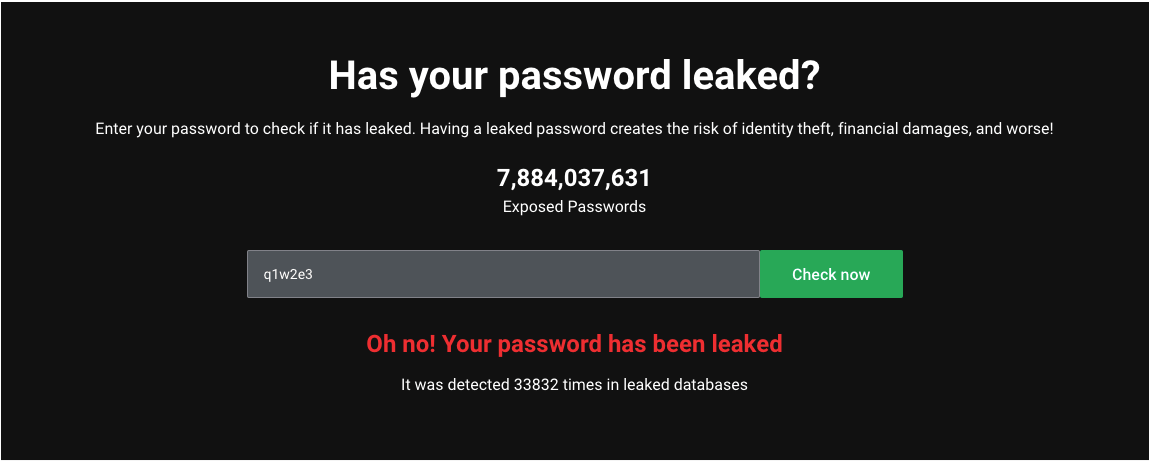 Has your password leaked?
Enter your password to check if it has leaked. Having a leaked password creates the risk of identity theft, financial damages, and worse!
7,884,037,631
Exposed Passwords
q1w2e3
Check now
Oh no! Your password has been leaked
It was detected 33832 times in leaked databases